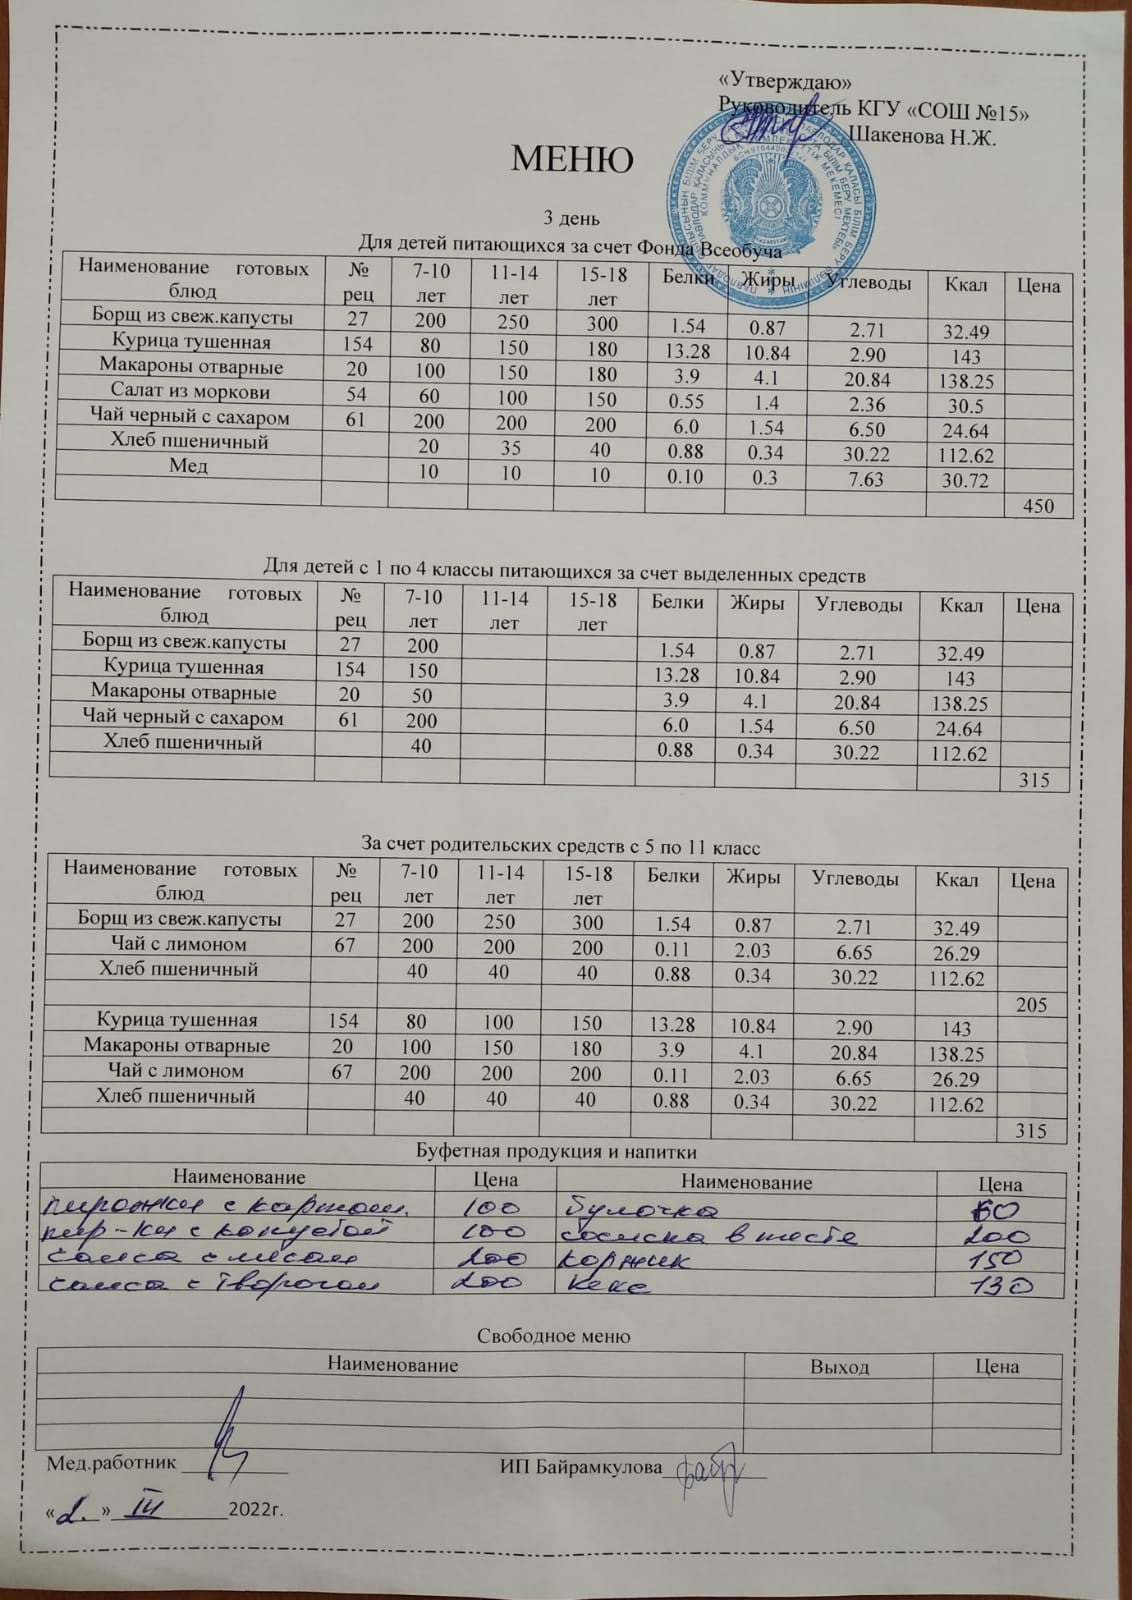 «Утверждаю»
Руководитель КГУ «СОШ №15»
Шакенова Н.Ж.
МЕНЮ
3 день
Для детей питающихся за счет Фонда Всеобуча
Наименование готовых блюд № рец 7-10 лет 11-14 лет 15-18 лет Белки Жиры Углеводы Ккал Цена
Борщ из свеж.капусты 27 200 250 300 1.54 0.87 2.71 32.49
Курица тушенная 154 80 150 180 13.28 10.84 2.90 143
Макароны отварные 20 100 150 180 3.9 4.1 20.84 138.25
Салат из моркови 54 60 100 150 0.55 1.4 2.36 30.5
Чай черный с сахаром 61 200 200 200 6.0 1.54 6.50 24.64
Хлеб пшеничный 20 35 40 0.88 0.34 30.22 112.62
Мед 10 10 10 0.10 0.3 7.63 30.72
450
Для детей с 1 по 4 классы питающихся за счет выделенных средств
Наименование готовых блюд № рец 7-10 лет 11-14 лет 15-18 лет Белки Жиры Углеводы Ккал Цена
Борщ из свеж.капусты 27 200 1.54 0.87 2.71 32.49
Курица тушенная 154 150 13.28 10.84 2.90 143
Макароны отварные 20 50 3.9 4.1 20.84 138.25
Чай черный с сахаром 61 200 6.0 1.54 6.50 24.64
Хлеб пшеничный 40 0.88 0.34 30.22 112.62
315
За счет родительских средств с 5 по 11 класс
Наименование готовых блюд № рец 7-10 лет 11-14 лет 15-18 лет Белки Жиры Углеводы Ккал Цена
Борщ из свеж.капусты 27 200 250 300 1.54 0.87 2.71 32.49
Чай с лимоном 67 200 200 200 0.11 2.03 6.65 26.29
Хлеб пшеничный 40 40 40 0.88 0.34 30.22 112.62
205
Курица тушенная 154 80 100 150 13.28 10.84 2.90 143
Макароны отварные 20 100 150 180 3.9 4.1 20.84 138.25
Чай с лимоном 67 200 200 200 0.11 2.03 6.65 26.29
Хлеб пшеничный 40 40 40 0.88 0.34 30.22 112.62
315
Буфетная продукция и напитки
Наименование Цена Наименование Цена
пирожки с картош. 100 булочка 60
пир-ки с капустой 100 сосиска в тесте 200
самса с мясом 200 коржик 150
самса с творогом 200 кекс 130
Свободное меню
Наименование Выход Цена
Мед.работник ИП Байрамкулова
«2.» III 2022г.